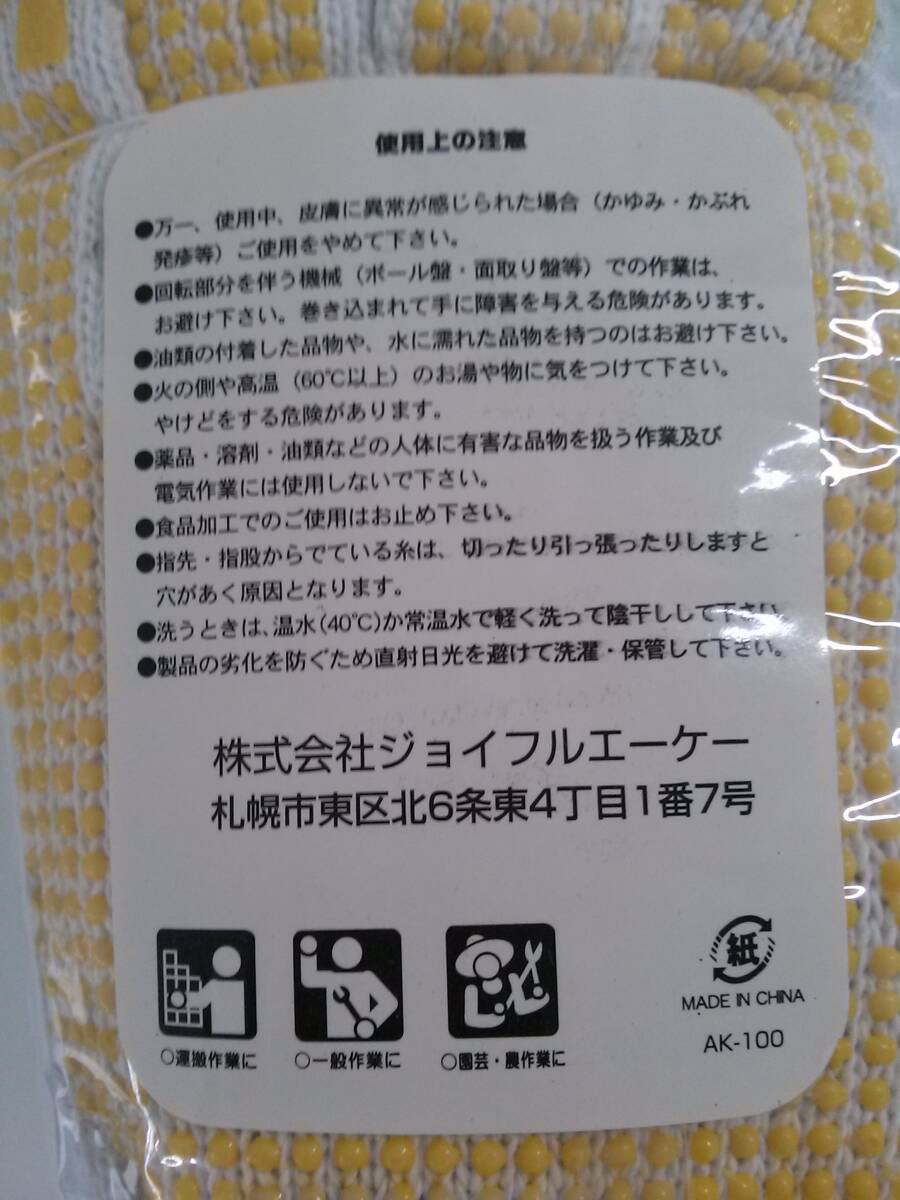 使用上の注意
●万一、使用中、皮膚に異常が感じられた場合（かゆみ・かぶれ
発疹等）ご使用をやめて下さい。
●回転部分を伴う機械（ボール盤・面取り盤等）での作業は、
お避け下さい。巻き込まれて手に障害を与える危険があります。
●油類の付着した品物や、水に濡れた品物を持つのはお避け下さい。
●火の側や高温（60℃以上）のお湯や物に気をつけて下さい。
やけどをする危険があります。
●薬品・溶剤・油類などの人体に有害な品物を扱う作業及び
電気作業には使用しないで下さい。
●食品加工でのご使用はお止め下さい。
●指先・指股からでている糸は、切ったり引っ張ったりしますと
穴があく原因となります。
●洗うときは、温水（40℃）か常温水で軽く洗って陰干しして下さい。
●製品の劣化を防ぐため直射日光を避けて洗濯・保管して下さい。
株式会社ジョイフルエーケー
札幌市東区北6条東4丁目1番7号
紙
MADE IN CHINA
AK-100
○運搬作業に
○一般作業に
○園芸・農作業に